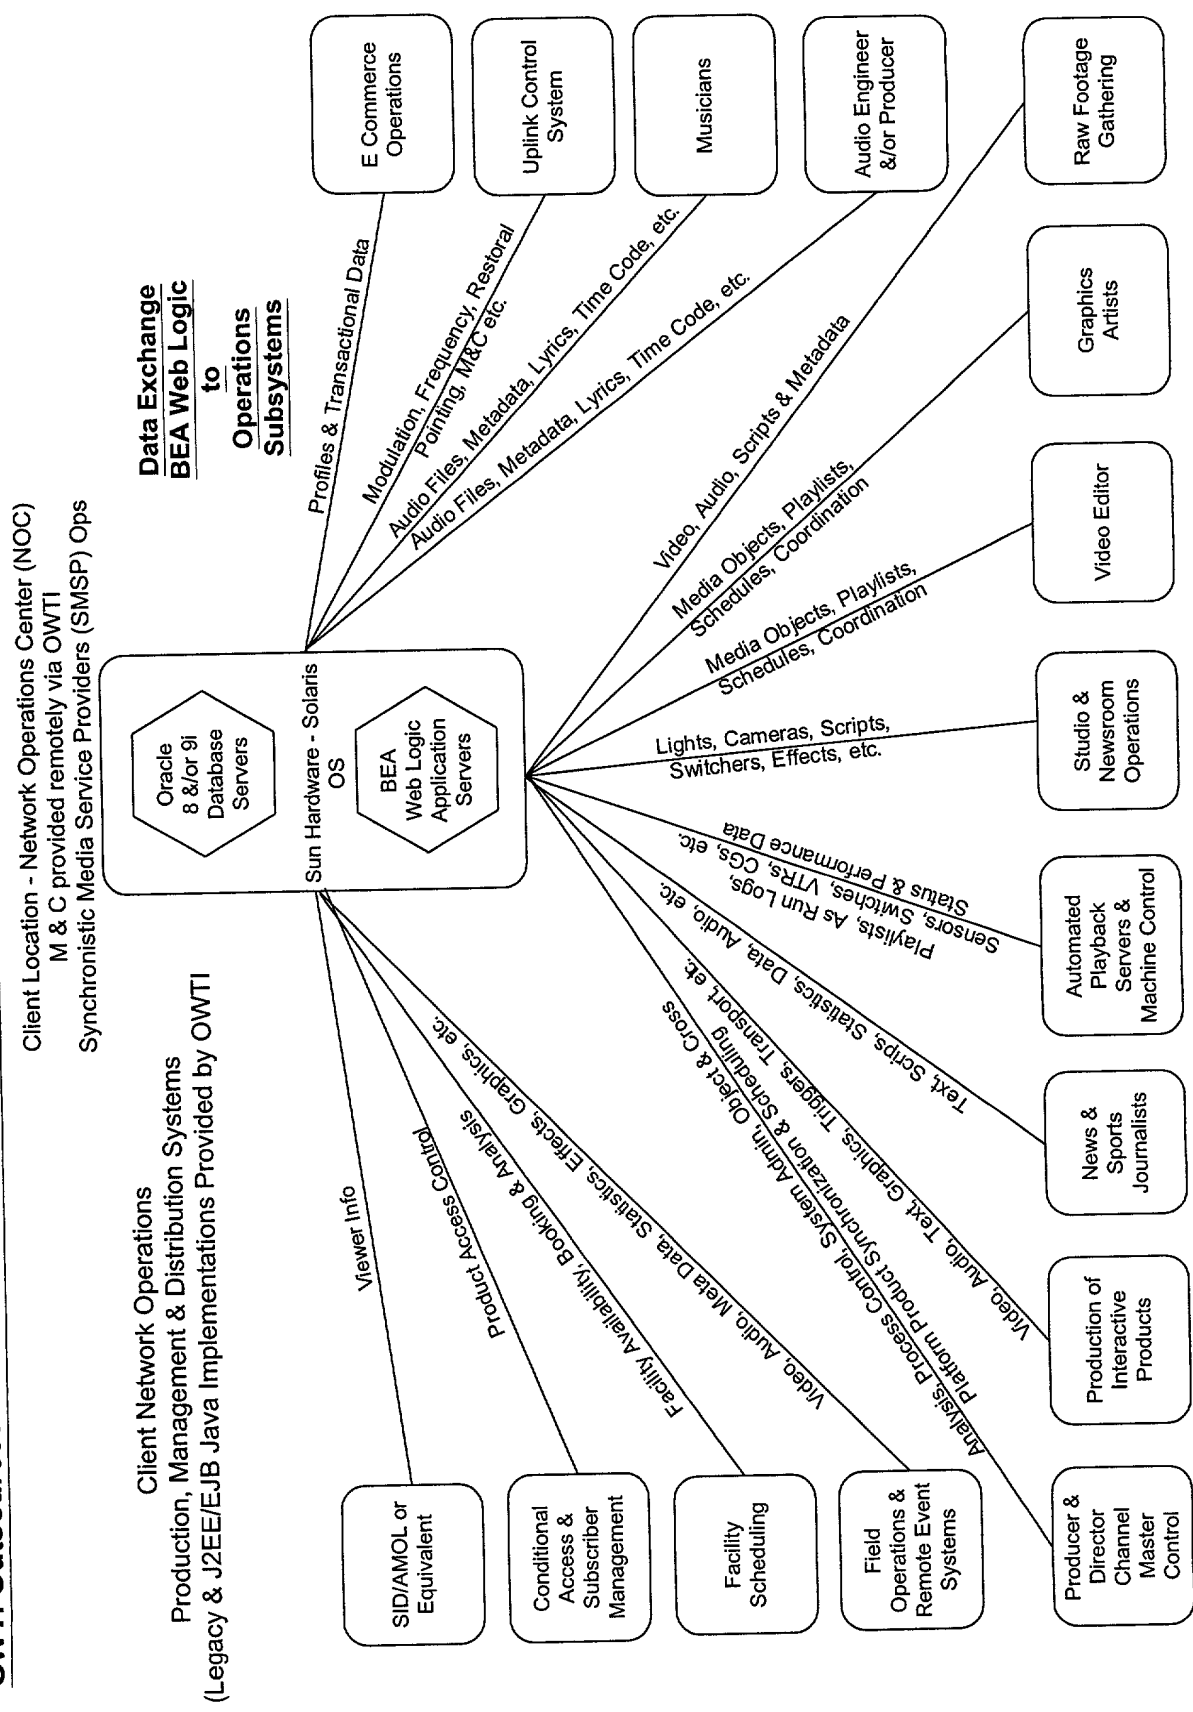 Client Location - Network Operations Center (NOC)
M & C provided remotely via OWTI
Synchronistic Media Service Providers (SMSP) Ops
Client Network Operations
Production, Management & Distribution Systems
(Legacy & J2EE/EJB Java Implementations Provided by OWTI
Data Exchange
BEA Web Logic
to
Operations
Subsystems
Oracle
8 &/or 9i
Database
Servers
Sun Hardware - Solaris
OS
BEA
Web Logic
Application
Servers
Viewer Info
Product Access Control
Facility Availability, Booking & Analysis
Video, Audio, Meta Data, Statistics, Effects, Graphics, etc.
Profiles & Transactional Data
Modulation, Frequency, Restoral
Pointing, M&C etc.
Audio Files, Metadata, Lyrics, Time Code, etc.
Audio Files, Metadata, Lyrics, Time Code, etc.
SID/AMOL or
Equivalent
Conditional
Access &
Subscriber
Management
Facility
Scheduling
Field
Operations &
Remote Event
Systems
E Commerce
Operations
Uplink Control
System
Musicians
Audio Engineer
&/or Producer
Analysis, Process Control, System Admin, Object & Cross
Platform Product Synchronization & Scheduling
Video, Audio, Text, Graphics, Triggers, Transport, etc.
Text, Scrips, Statistics, Data, Audio, etc.
Playlists, As Run Logs,
Sensors, Switches, VTRs, CGs, etc.
Status & Performance Data
Lights, Cameras, Scripts,
Switchers, Effects, etc.
Media Objects, Playlists,
Schedules, Coordination
Media Objects, Playlists,
Schedules, Coordination
Video, Audio, Scripts & Metadata
Producer &
Director
Channel
Master
Control
Production of
Interactive
Products
News &
Sports
Journalists
Automated
Playback
Servers &
Machine Control
Studio &
Newsroom
Operations
Video Editor
Graphics
Artists
Raw Footage
Gathering